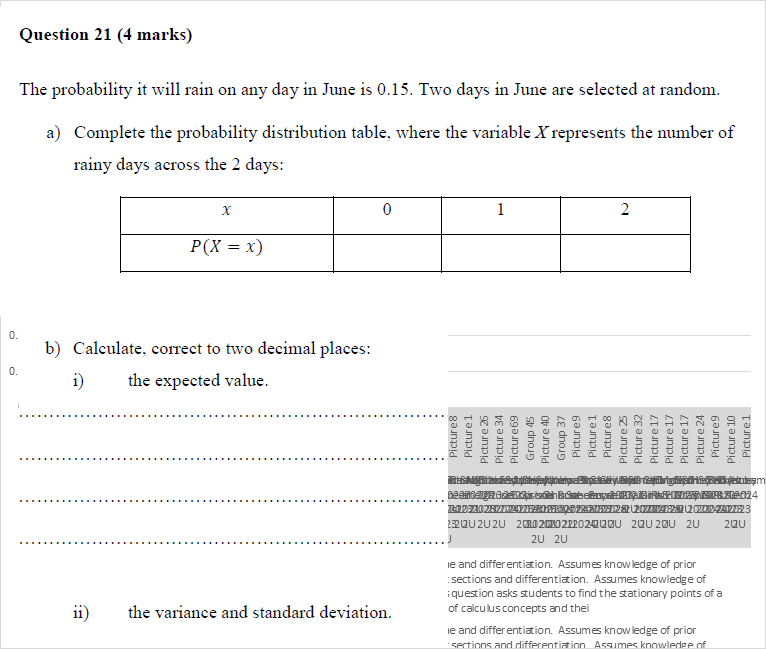 Question 21 (4 marks)
The probability it will rain on any day in June is 0.15. Two days in June are selected at random.
a) Complete the probability distribution table, where the variable X represents the number of
rainy days across the 2 days:
x 0 1 2
P(X = x)
0.
b) Calculate, correct to two decimal places:
0.
i) the expected value.
Picture 8
Picture 1
Picture 26
Picture 34
Picture 69
Group 45
Picture 40
Group 37
Picture 9
Picture 1
Picture 8
Picture 25
Picture 32
Picture 17
Picture 17
Picture 17
Picture 24
Picture 9
Picture 10
Picture 1
2U 2U
e and differentiation. Assumes knowledge of prior
sections and differentiation. Assumes knowledge of
question asks students to find the stationary points of a
of calculus concepts and thei
ii) the variance and standard deviation.
e and differentiation. Assumes knowledge of prior
sections and differentiation. Assumes knowledge of